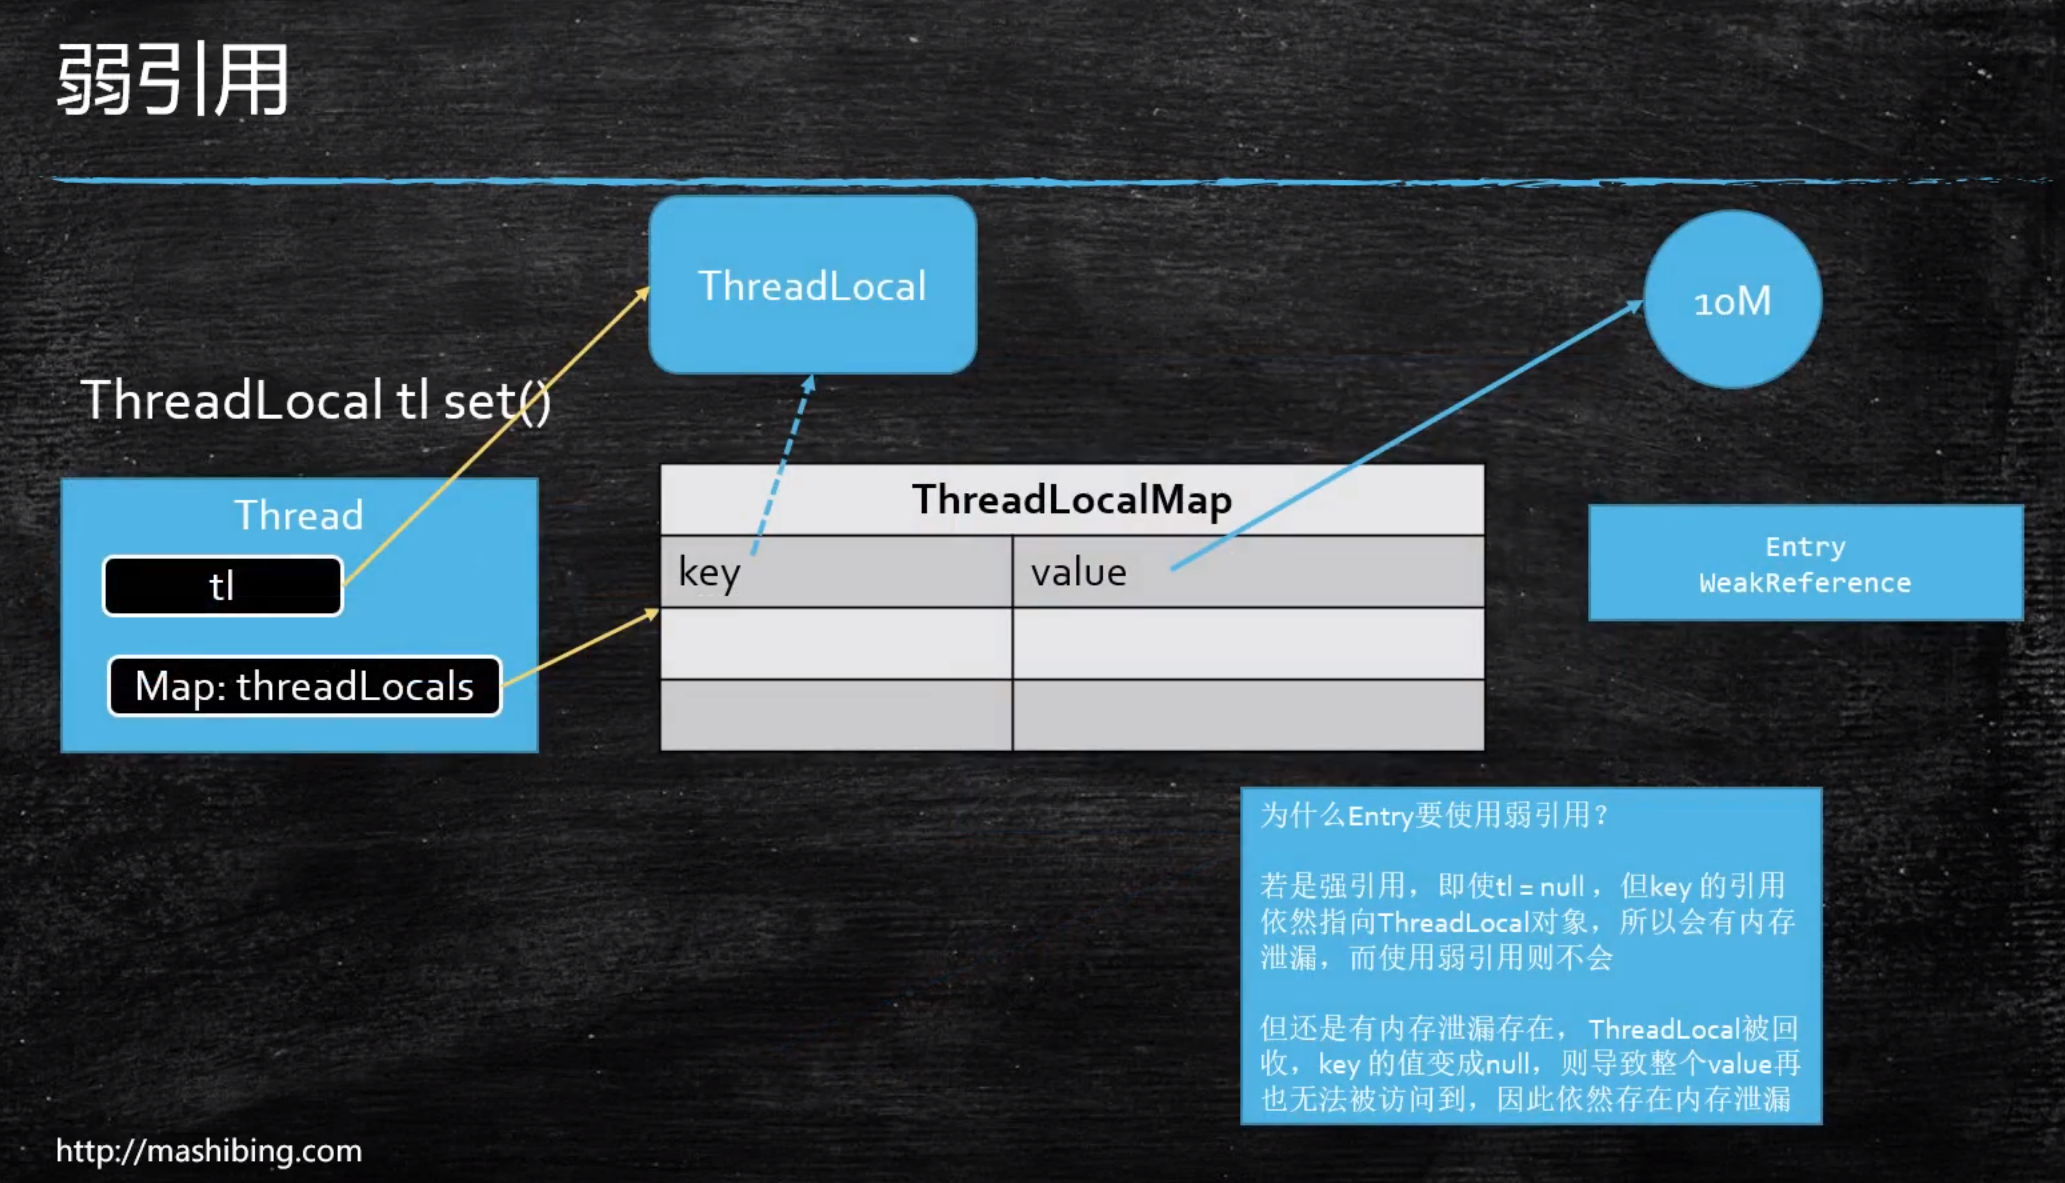 弱引用
ThreadLocal
10M
ThreadLocal tl set()
Thread
tl
Map: threadLocals
ThreadLocalMap
key
value
Entry
WeakReference
为什么Entry要使用弱引用？
若是强引用，即使tl = null ，但key 的引用
依然指向ThreadLocal对象，所以会有内存
泄漏，而使用弱引用则不会
但还是有内存泄漏存在， ThreadLocal被回
收，key 的值变成null，则导致整个value再
也无法被访问到，因此依然存在内存泄漏
http://mashibing.com